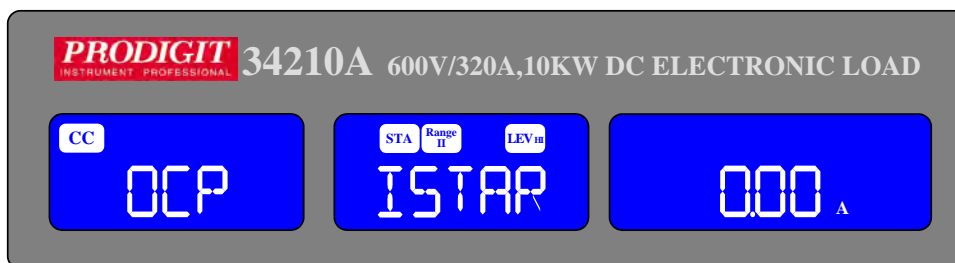 PRODIGIT
INSTRUMENT PROFESSIONAL
34210A 600V/320A,10KW DC ELECTRONIC LOAD
CC
OCP
STA Range II LEV HI
ISTAR
0.00 A